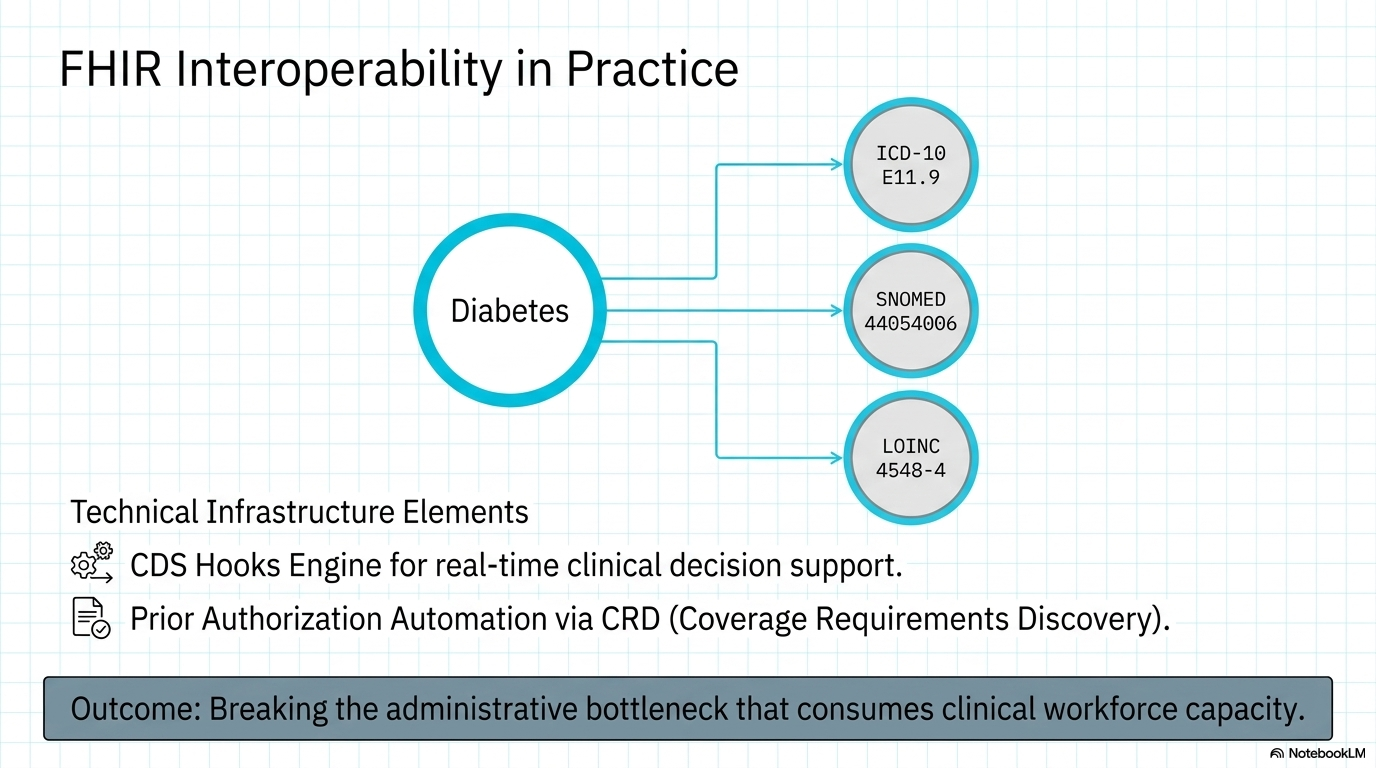 FHIR Interoperability in Practice
Diabetes
ICD-10
E11.9
SNOMED
44054006
LOINC
4548-4
Technical Infrastructure Elements
CDS Hooks Engine for real-time clinical decision support.
Prior Authorization Automation via CRD (Coverage Requirements Discovery).
Outcome: Breaking the administrative bottleneck that consumes clinical workforce capacity.
NotebookLM